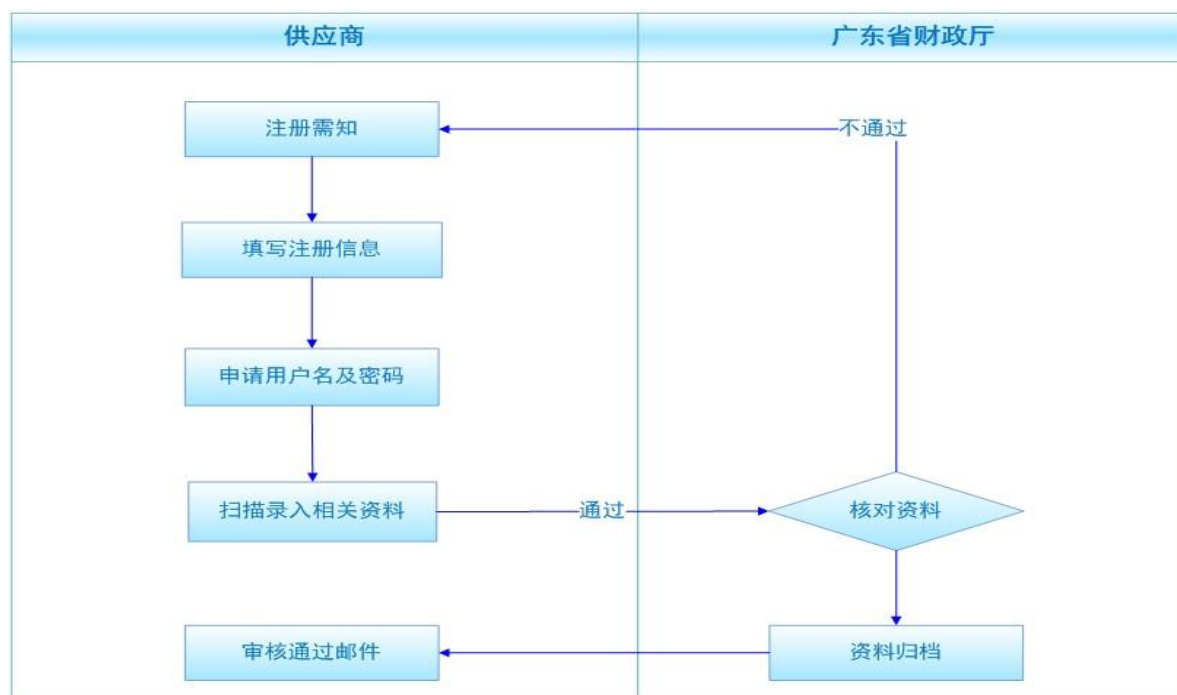 供应商
广东省财政厅
注册需知
不通过
填写注册信息
申请用户名及密码
扫描录入相关资料
通过
核对资料
审核通过邮件
资料归档